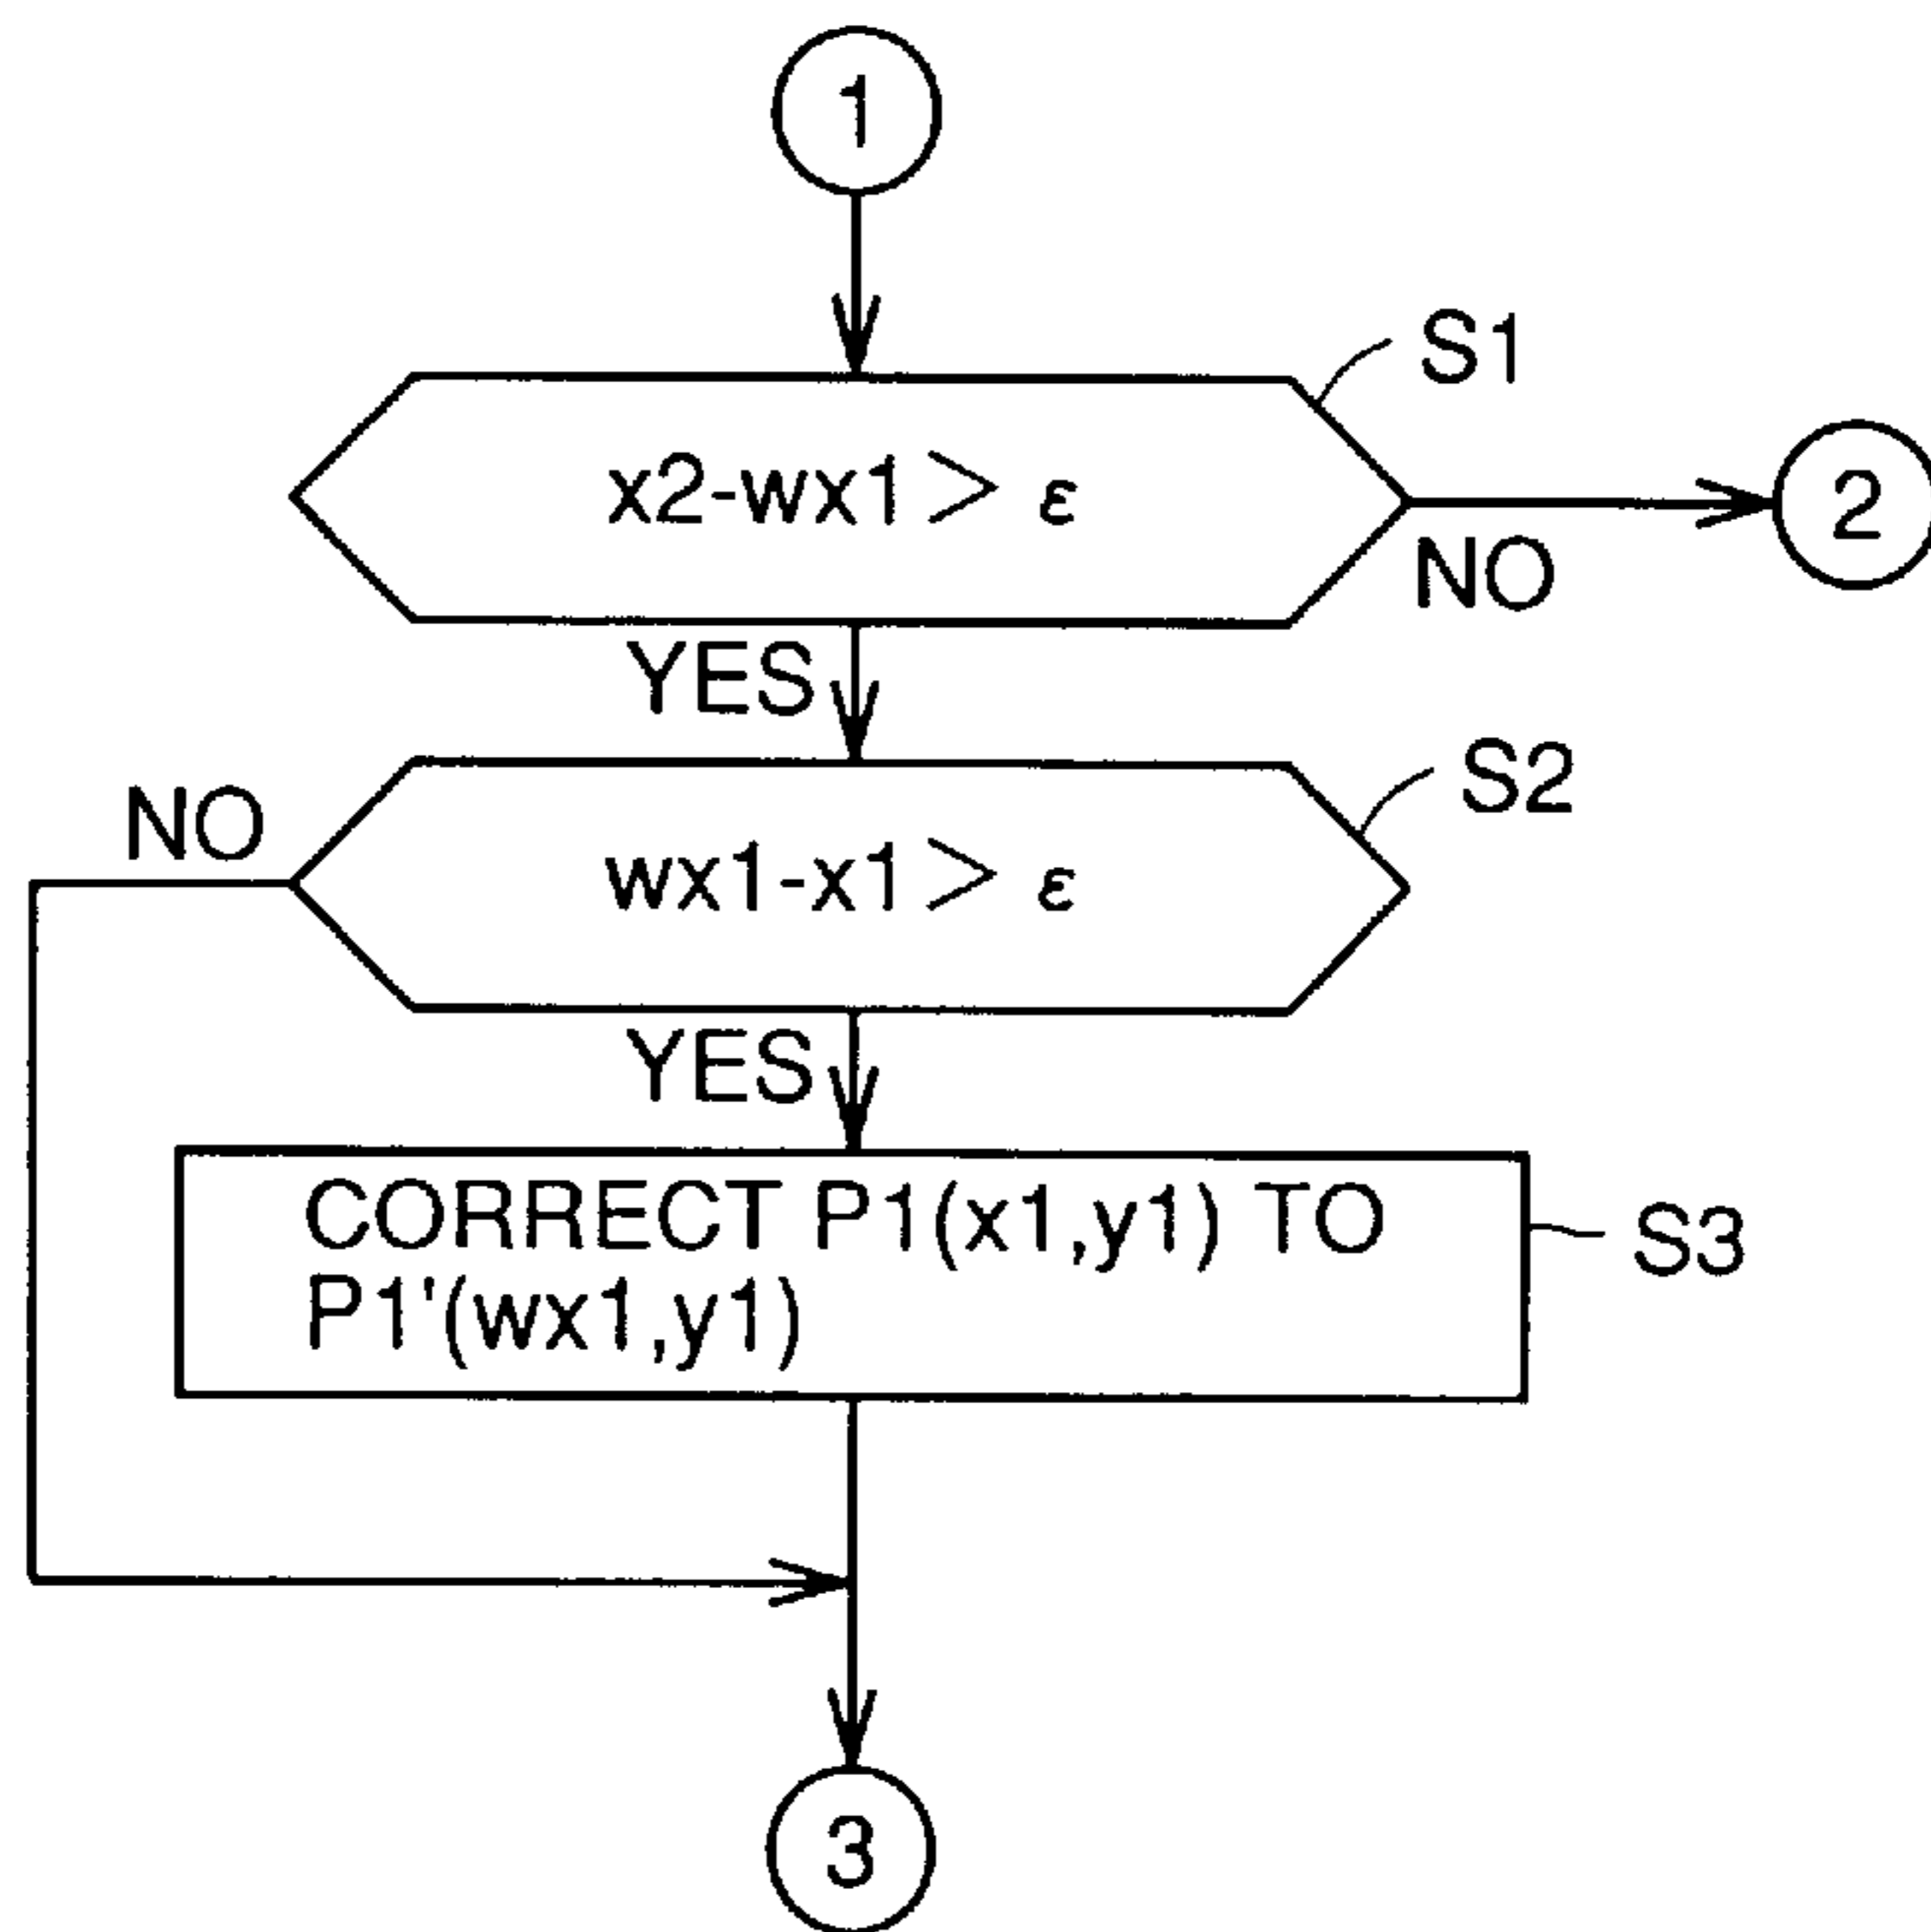 1
S1
x2-wx1> ε
2
NO
YES
S2
NO
wx1-x1> ε
YES
CORRECT P1(x1,y1) TO
P1'(wx1,y1)
S3
3